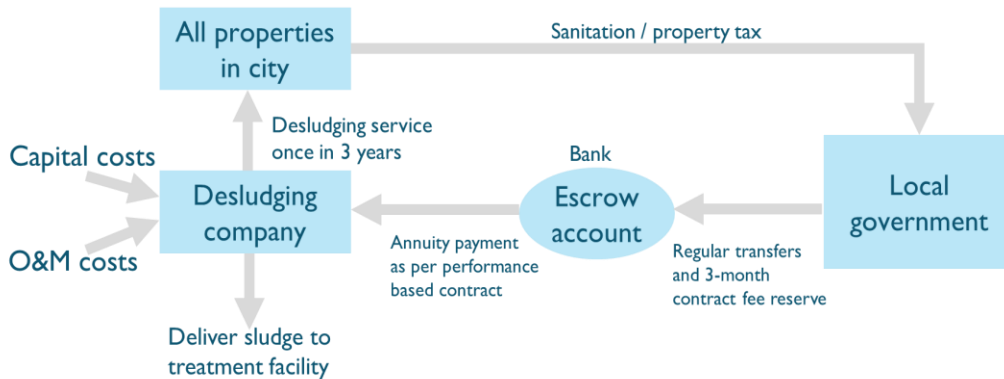 All properties
in city
Sanitation / property tax
Desludging service
once in 3 years
Capital costs
Bank
Desludging
company
Escrow
account
Local
government
O&M costs
Annuity payment
as per performance
based contract
Regular transfers
and 3-month
contract fee reserve
Deliver sludge to
treatment facility